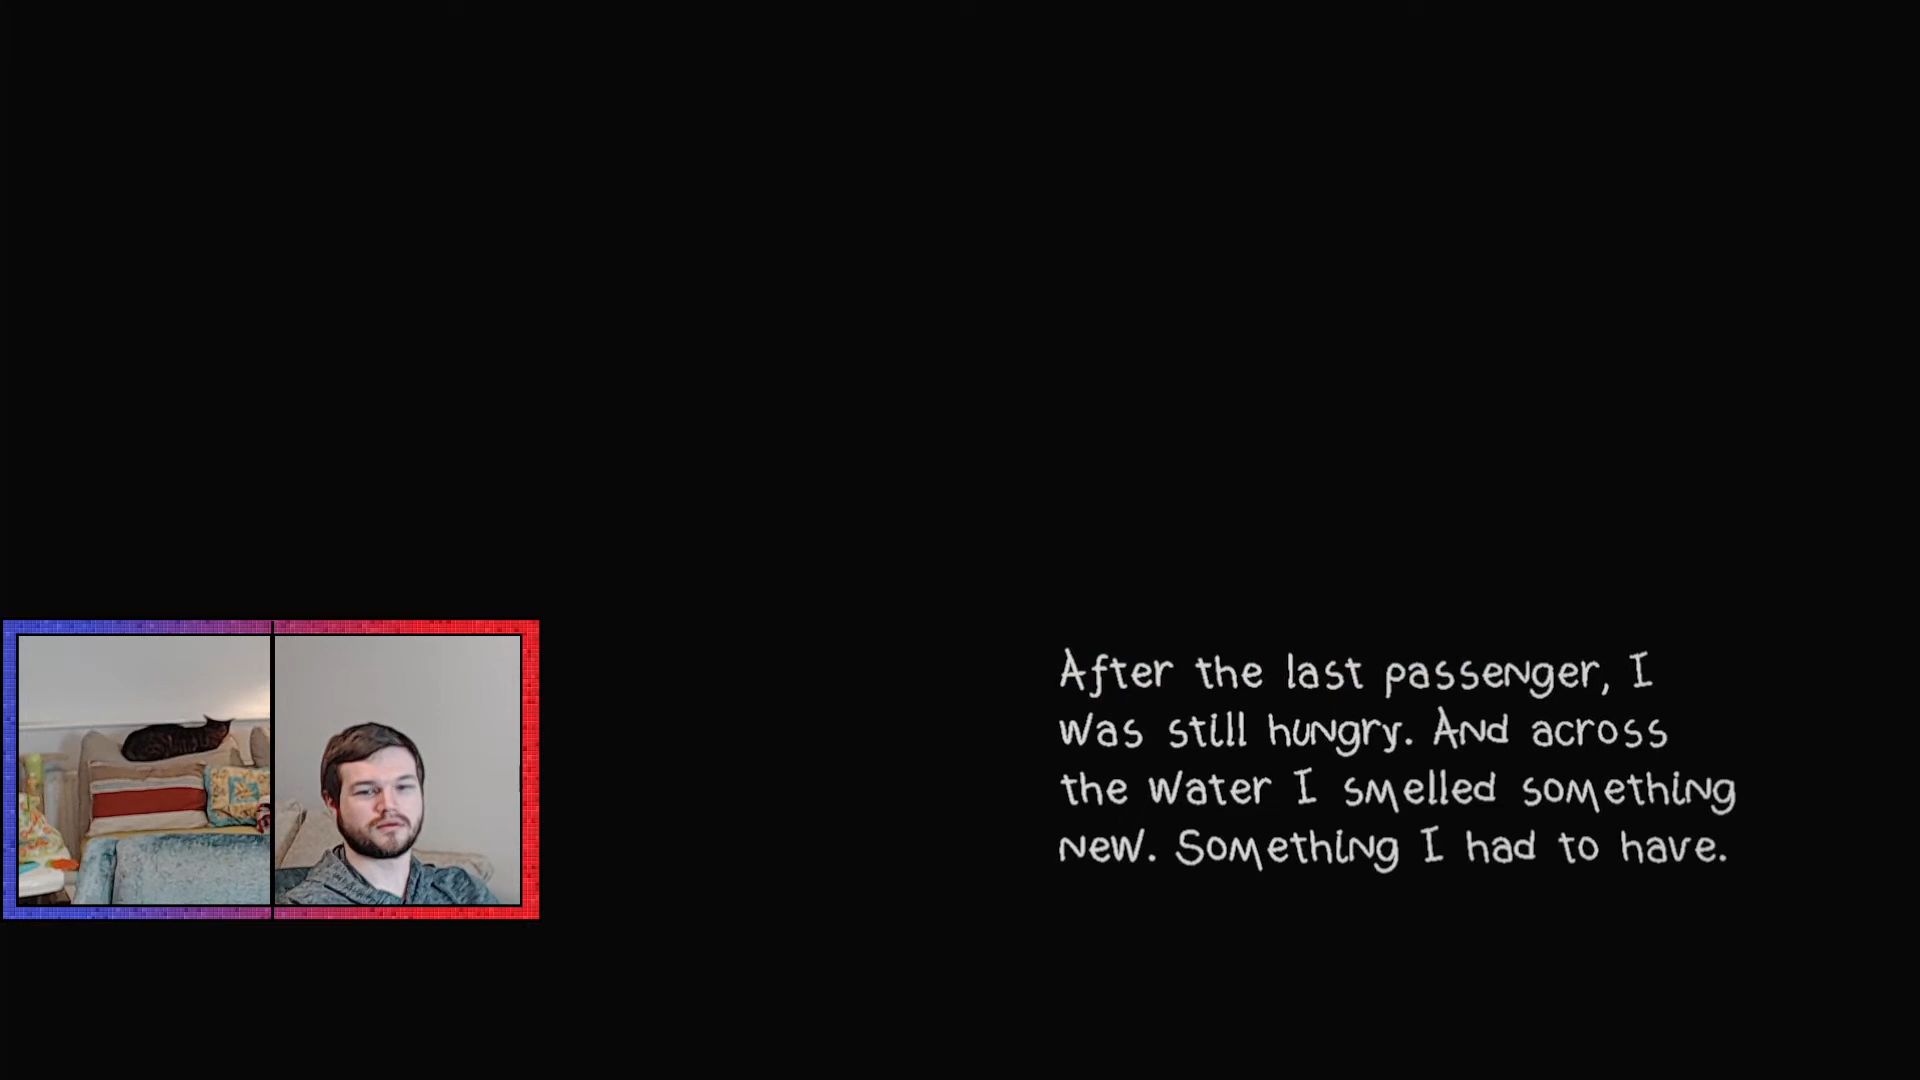 After the last passenger, I
was still hungry. And across
the water I smelled something
new. Something I had to have.